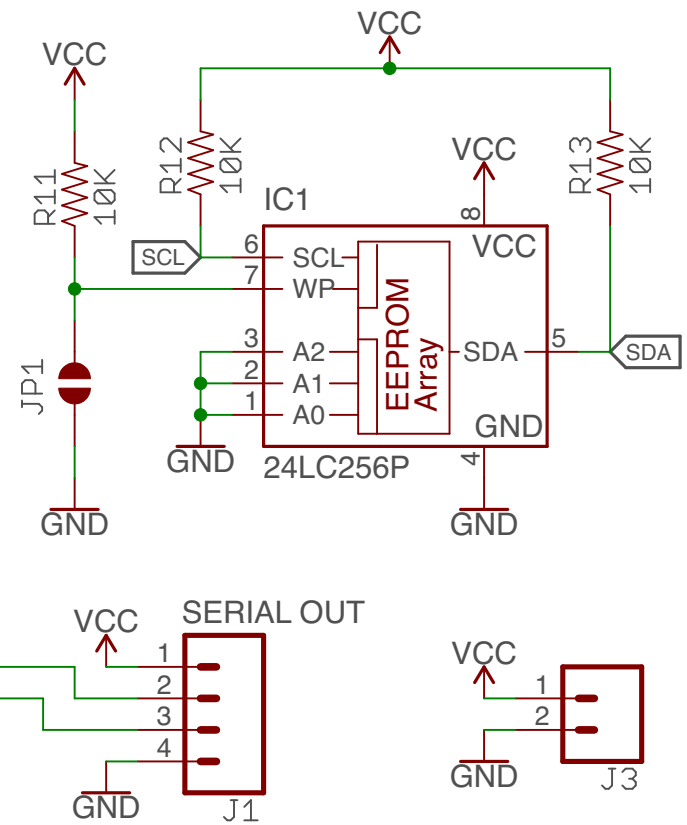 VCC
VCC
R11
10K
R12
10K
VCC
R13
10K
IC1
8
VCC
SCL
6
SCL
7
WP
EEPROM
Array
3
A2
2
A1
1
A0
SDA
5
SDA
JP1
GND
GND
4
24LC256P
GND
GND
VCC
SERIAL OUT
1
2
3
4
GND
J1
VCC
1
2
GND
J3